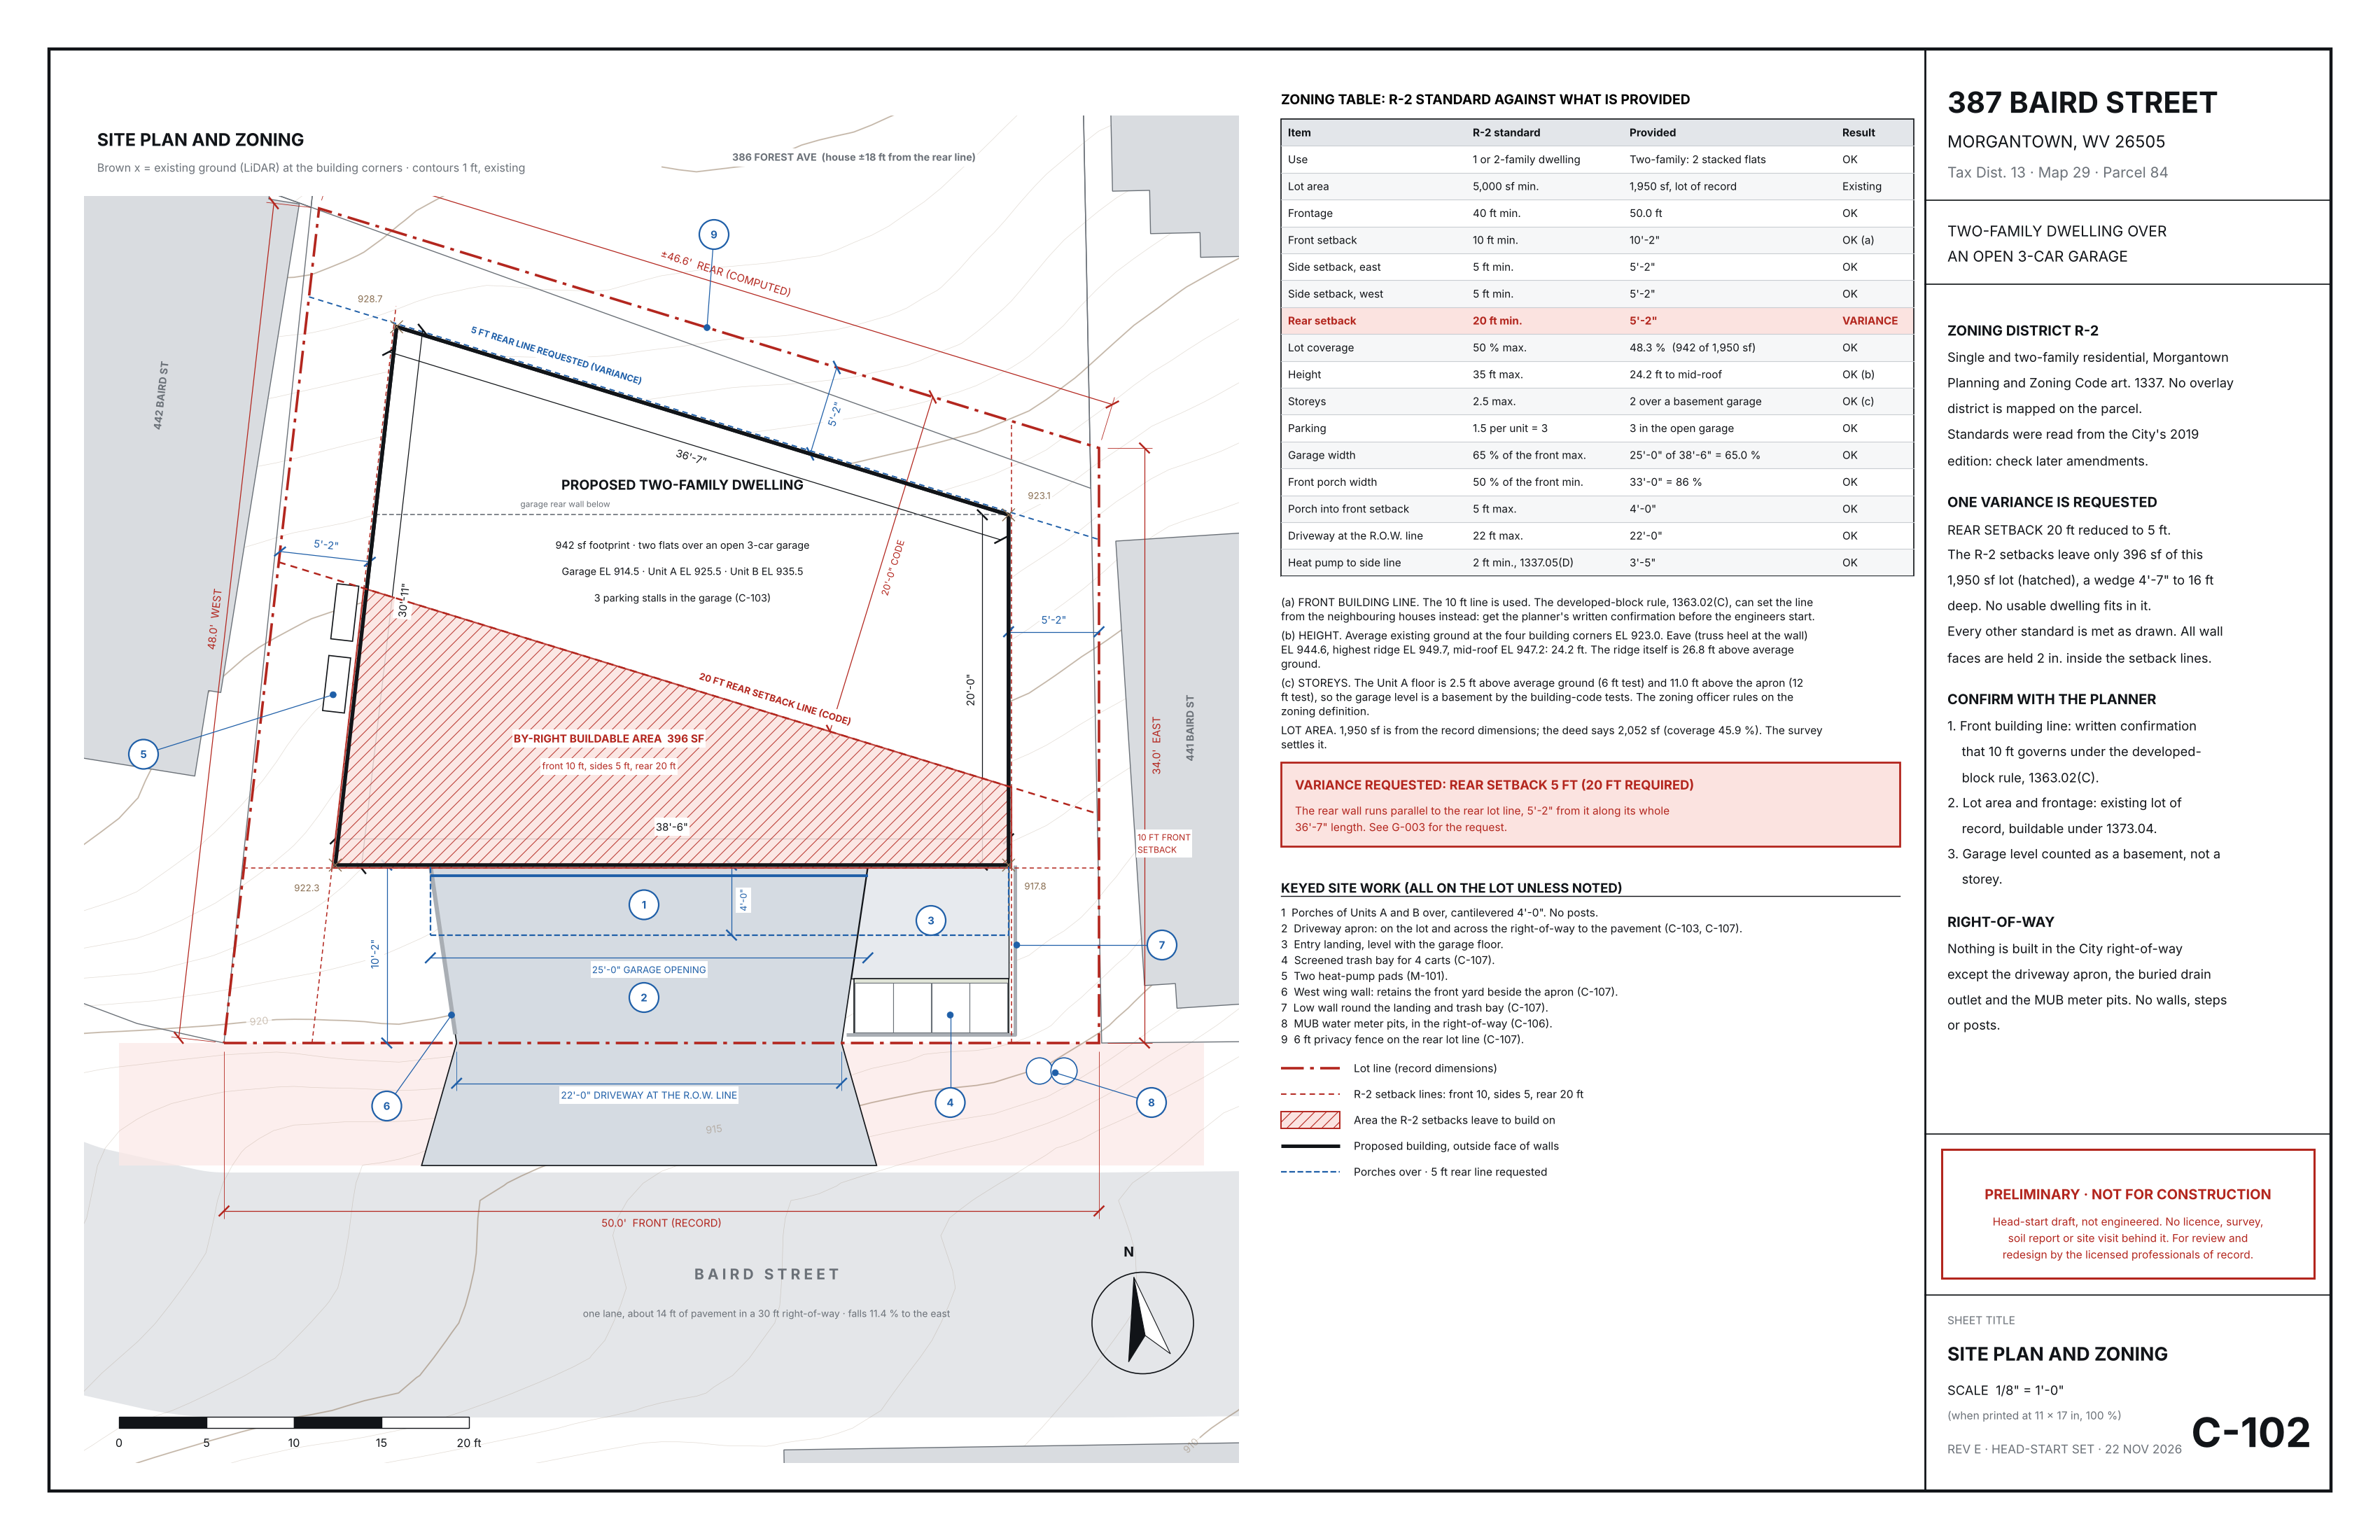 SITE PLAN AND ZONING
Brown x = existing ground (LiDAR) at the building corners · contours 1 ft, existing
386 FOREST AVE (house ±18 ft from the rear line)
9
±46.6' REAR (COMPUTED)
928.7
5 FT REAR LINE REQUESTED (VARIANCE)
442 BAIRD ST
5'-2"
36'-7"
PROPOSED TWO-FAMILY DWELLING
garage rear wall below
923.1
5'-2"
942 sf footprint · two flats over an open 3-car garage
Garage EL 914.5 · Unit A EL 925.5 · Unit B EL 935.5
3 parking stalls in the garage (C-103)
20'-0" CODE
30'-11"
48.0' WEST
5'-2"
20'-0"
20 FT REAR SETBACK LINE (CODE)
BY-RIGHT BUILDABLE AREA 396 SF
front 10 ft, sides 5 ft, rear 20 ft
5
34.0' EAST
441 BAIRD ST
38'-6"
10 FT FRONT
SETBACK
922.3
917.8
1
4'-0"
3
7
10'-2"
25'-0" GARAGE OPENING
2
920
22'-0" DRIVEWAY AT THE R.O.W. LINE
6
4
8
915
50.0' FRONT (RECORD)
BAIRD STREET
one lane, about 14 ft of pavement in a 30 ft right-of-way · falls 11.4 % to the east
N
0 5 10 15 20 ft
910
ZONING TABLE: R-2 STANDARD AGAINST WHAT IS PROVIDED
Item R-2 standard Provided Result
Use 1 or 2-family dwelling Two-family: 2 stacked flats OK
Lot area 5,000 sf min. 1,950 sf, lot of record Existing
Frontage 40 ft min. 50.0 ft OK
Front setback 10 ft min. 10'-2" OK (a)
Side setback, east 5 ft min. 5'-2" OK
Side setback, west 5 ft min. 5'-2" OK
Rear setback 20 ft min. 5'-2" VARIANCE
Lot coverage 50 % max. 48.3 % (942 of 1,950 sf) OK
Height 35 ft max. 24.2 ft to mid-roof OK (b)
Storeys 2.5 max. 2 over a basement garage OK (c)
Parking 1.5 per unit = 3 3 in the open garage OK
Garage width 65 % of the front max. 25'-0" of 38'-6" = 65.0 % OK
Front porch width 50 % of the front min. 33'-0" = 86 % OK
Porch into front setback 5 ft max. 4'-0" OK
Driveway at the R.O.W. line 22 ft max. 22'-0" OK
Heat pump to side line 2 ft min., 1337.05(D) 3'-5" OK
(a) FRONT BUILDING LINE. The 10 ft line is used. The developed-block rule, 1363.02(C), can set the line
from the neighbouring houses instead: get the planner's written confirmation before the engineers start.
(b) HEIGHT. Average existing ground at the four building corners EL 923.0. Eave (truss heel at the wall)
EL 944.6, highest ridge EL 949.7, mid-roof EL 947.2: 24.2 ft. The ridge itself is 26.8 ft above average
ground.
(c) STOREYS. The Unit A floor is 2.5 ft above average ground (6 ft test) and 11.0 ft above the apron (12
ft test), so the garage level is a basement by the building-code tests. The zoning officer rules on the
zoning definition.
LOT AREA. 1,950 sf is from the record dimensions; the deed says 2,052 sf (coverage 45.9 %). The survey
settles it.
VARIANCE REQUESTED: REAR SETBACK 5 FT (20 FT REQUIRED)
The rear wall runs parallel to the rear lot line, 5'-2" from it along its whole
36'-7" length. See G-003 for the request.
KEYED SITE WORK (ALL ON THE LOT UNLESS NOTED)
1 Porches of Units A and B over, cantilevered 4'-0". No posts.
2 Driveway apron: on the lot and across the right-of-way to the pavement (C-103, C-107).
3 Entry landing, level with the garage floor.
4 Screened trash bay for 4 carts (C-107).
5 Two heat-pump pads (M-101).
6 West wing wall: retains the front yard beside the apron (C-107).
7 Low wall round the landing and trash bay (C-107).
8 MUB water meter pits, in the right-of-way (C-106).
9 6 ft privacy fence on the rear lot line (C-107).
Lot line (record dimensions)
R-2 setback lines: front 10, sides 5, rear 20 ft
Area the R-2 setbacks leave to build on
Proposed building, outside face of walls
Porches over · 5 ft rear line requested
387 BAIRD STREET
MORGANTOWN, WV 26505
Tax Dist. 13 · Map 29 · Parcel 84
TWO-FAMILY DWELLING OVER
AN OPEN 3-CAR GARAGE
ZONING DISTRICT R-2
Single and two-family residential, Morgantown
Planning and Zoning Code art. 1337. No overlay
district is mapped on the parcel.
Standards were read from the City's 2019
edition: check later amendments.
ONE VARIANCE IS REQUESTED
REAR SETBACK 20 ft reduced to 5 ft.
The R-2 setbacks leave only 396 sf of this
1,950 sf lot (hatched), a wedge 4'-7" to 16 ft
deep. No usable dwelling fits in it.
Every other standard is met as drawn. All wall
faces are held 2 in. inside the setback lines.
CONFIRM WITH THE PLANNER
1. Front building line: written confirmation
that 10 ft governs under the developed-
block rule, 1363.02(C).
2. Lot area and frontage: existing lot of
record, buildable under 1373.04.
3. Garage level counted as a basement, not a
storey.
RIGHT-OF-WAY
Nothing is built in the City right-of-way
except the driveway apron, the buried drain
outlet and the MUB meter pits. No walls, steps
or posts.
PRELIMINARY · NOT FOR CONSTRUCTION
Head-start draft, not engineered. No licence, survey,
soil report or site visit behind it. For review and
redesign by the licensed professionals of record.
SHEET TITLE
SITE PLAN AND ZONING
SCALE 1/8" = 1'-0"
(when printed at 11 × 17 in, 100 %)
REV E · HEAD-START SET · 22 NOV 2026
C-102